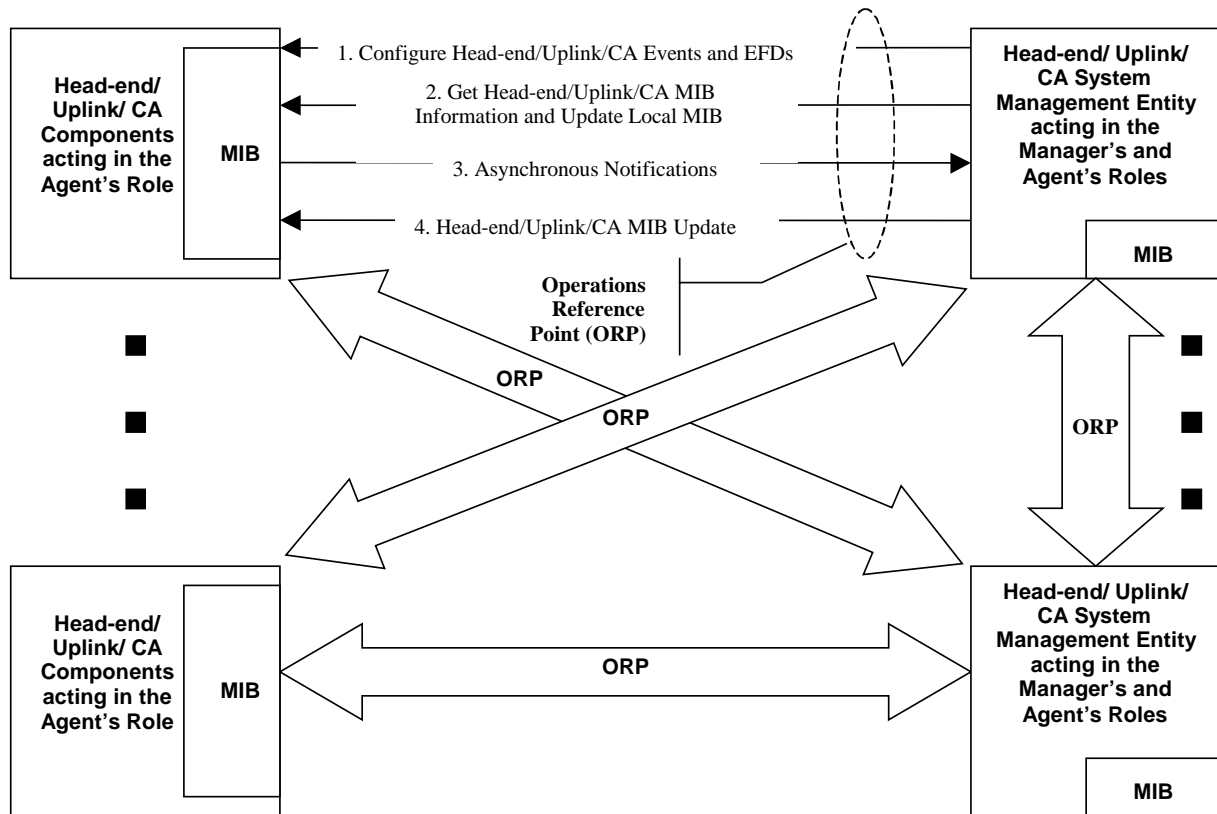 Head-end/
Uplink/ CA
Components
acting in the
Agent's Role
MIB
1. Configure Head-end/Uplink/CA Events and EFDs
2. Get Head-end/Uplink/CA MIB
Information and Update Local MIB
3. Asynchronous Notifications
4. Head-end/Uplink/CA MIB Update
Head-end/ Uplink/
CA System
Management Entity
acting in the
Manager's and
Agent's Roles
MIB
Operations
Reference
Point (ORP)
ORP
ORP
ORP
Head-end/
Uplink/ CA
Components
acting in the
Agent's Role
MIB
ORP
Head-end/ Uplink/
CA System
Management Entity
acting in the
Manager's and
Agent's Roles
MIB